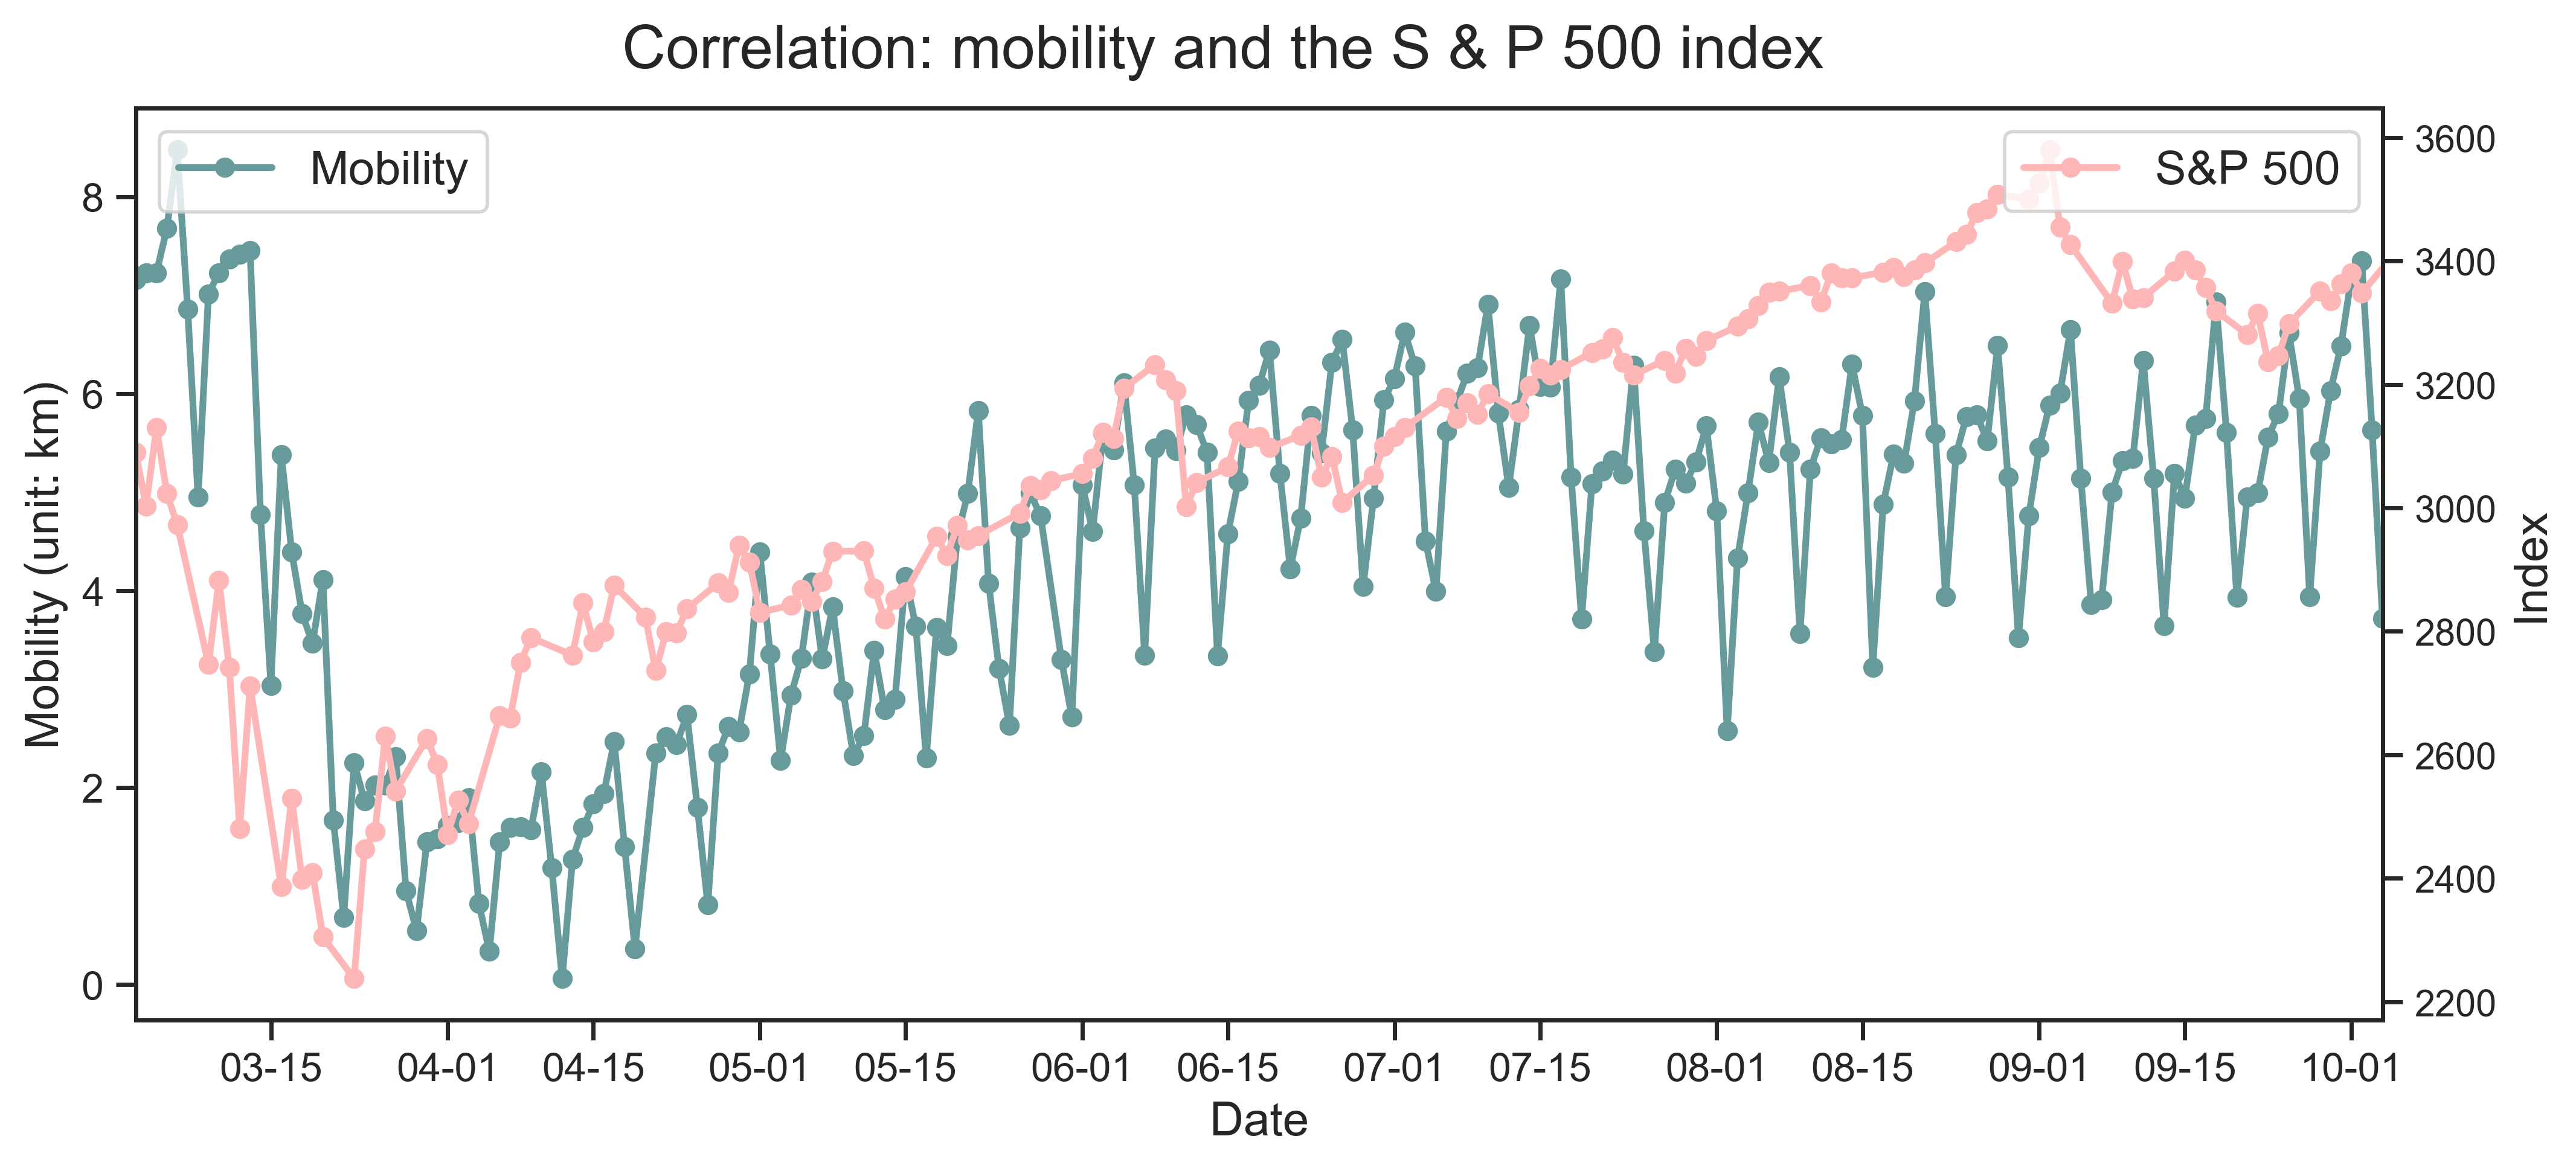 Correlation: mobility and the S & P 500 index
Mobility
S&P 500
8
6
4
2
0
Mobility (unit: km)
3600
3400
3200
3000
2800
2600
2400
2200
Index
03-15 04-01 04-15 05-01 05-15 06-01 06-15 07-01 07-15 08-01 08-15 09-01 09-15 10-01
Date